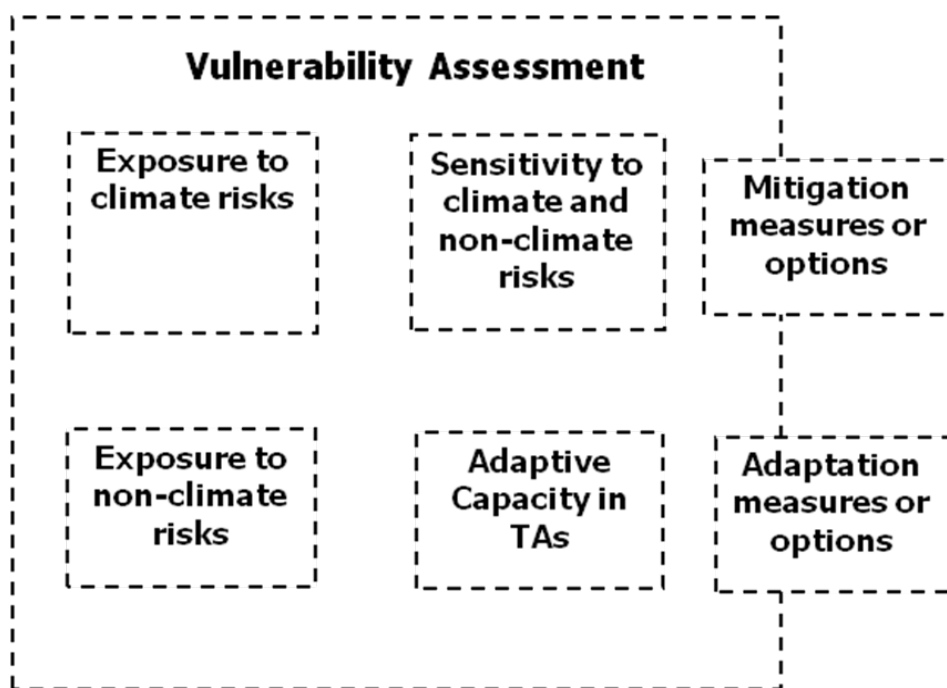 Vulnerability Assessment
Exposure to
climate risks
Sensitivity to
climate and
non-climate
risks
Mitigation
measures or
options
Exposure to
non-climate
risks
Adaptive
Capacity in
TAs
Adaptation
measures or
options